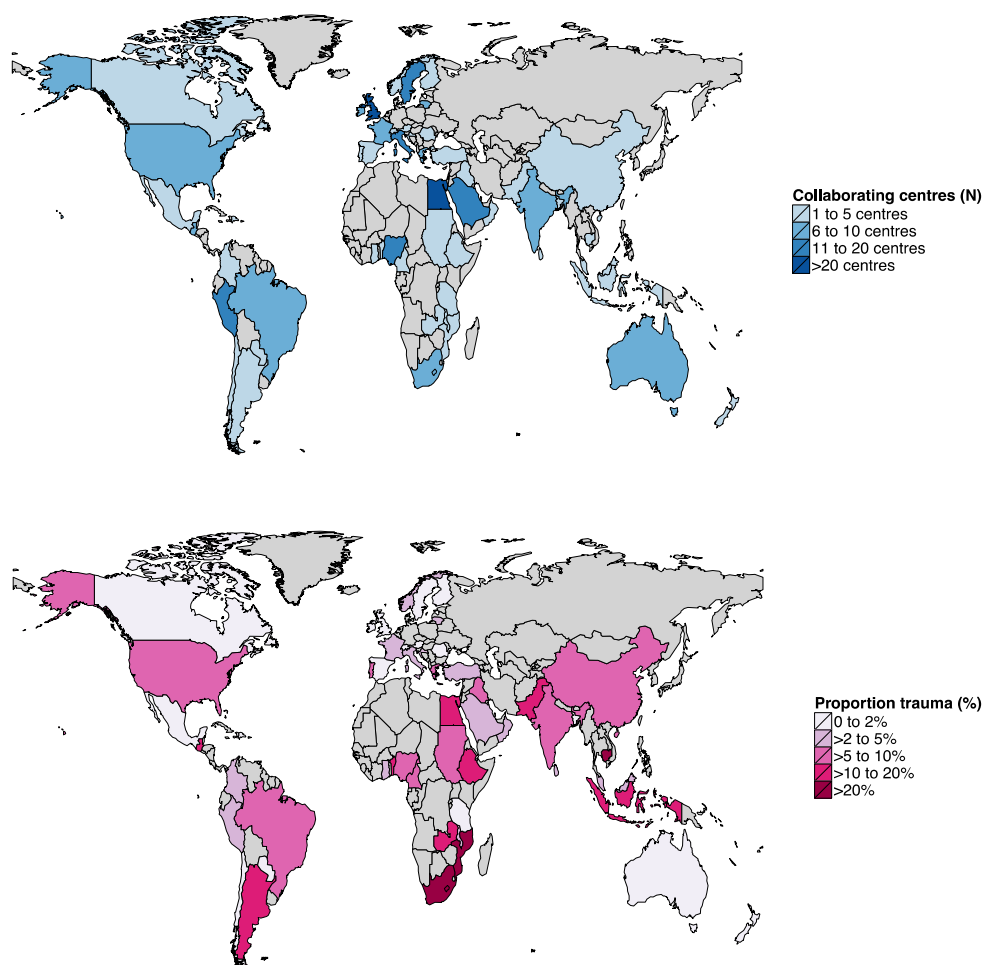 Collaborating centres (N)
1 to 5 centres
6 to 10 centres
11 to 20 centres
>20 centres
Proportion trauma (%)
0 to 2%
>2 to 5%
>5 to 10%
>10 to 20%
>20%